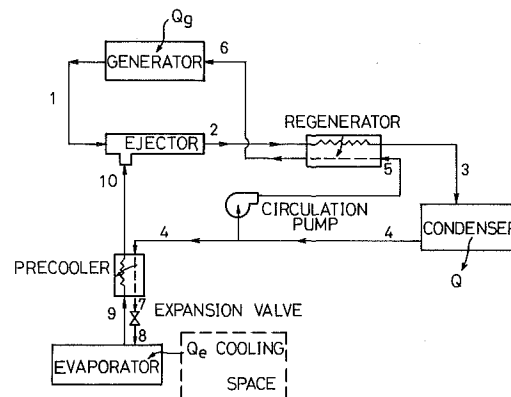 Qg
GENERATOR
6
1
EJECTOR
2
REGENERATOR
10
5
3
CIRCULATION
PUMP
4
4
CONDENSER
PRECOOLER
Q
7
EXPANSION VALVE
9
8
EVAPORATOR
Qe COOLING
SPACE